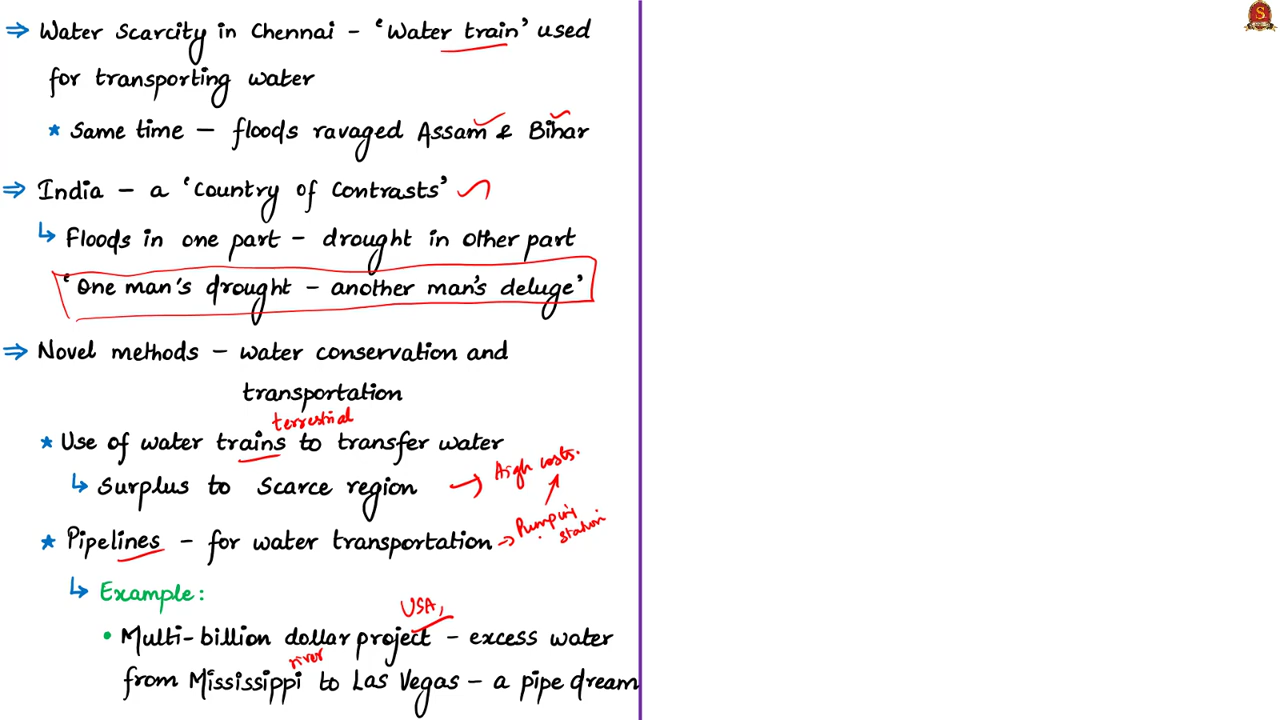 ⇒ Water Scarcity in Chennai - 'Water train' used
for transporting water
* Same time - floods ravaged Assam & Bihar
⇒ India - a 'Country of Contrasts'
↳ Floods in one part - drought in other part
'One man's drought - another man's deluge'
⇒ Novel methods - water conservation and
transportation
terrestrial
* Use of water trains to transfer water
↳ Surplus to Scarce region → High costs.
* Pipelines - for water transportation → Pumping
station
↳ Example:
USA,
• Multi-billion dollar project - excess water
river
from Mississippi to Las Vegas - a pipe dream
S